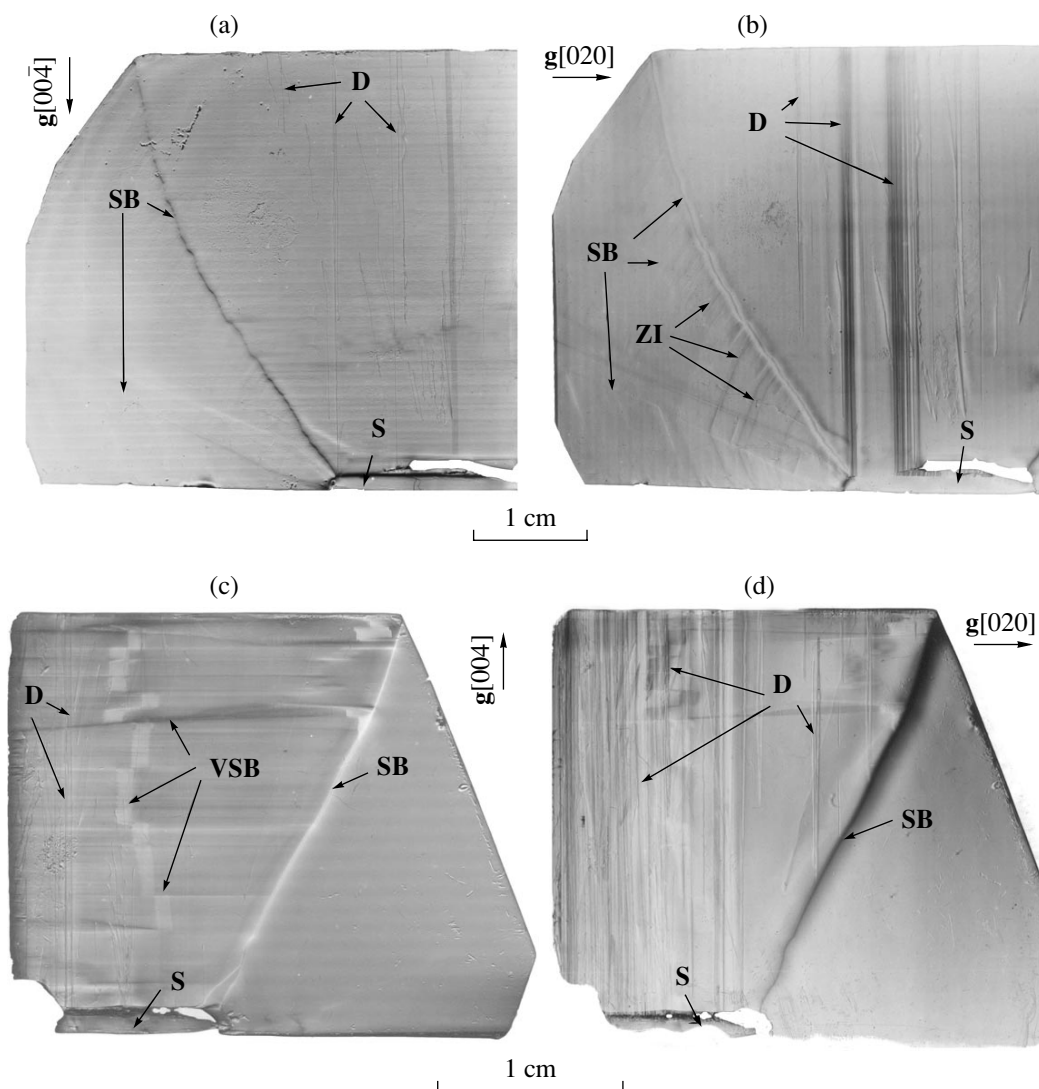 (a)
(b)
g[004̄]
D
g[020]
D
SB
SB
ZI
S
S
1 cm
(c)
(d)
g[004]
g[020]
D
D
VSB
SB
SB
S
S
1 cm